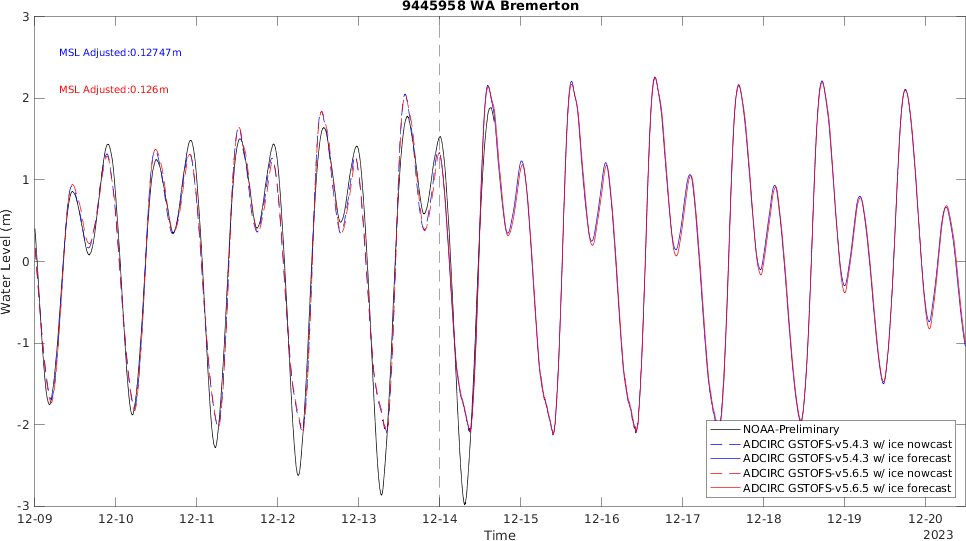 9445958 WA Bremerton
MSL Adjusted:0.12747m
MSL Adjusted:0.126m
Water Level (m)
3
2
1
0
-1
-2
-3
NOAA-Preliminary
ADCIRC GSTOFS-v5.4.3 w/ ice nowcast
ADCIRC GSTOFS-v5.4.3 w/ ice forecast
ADCIRC GSTOFS-v5.6.5 w/ ice nowcast
ADCIRC GSTOFS-v5.6.5 w/ ice forecast
12-09 12-10 12-11 12-12 12-13 12-14 12-15 12-16 12-17 12-18 12-19 12-20
Time
2023